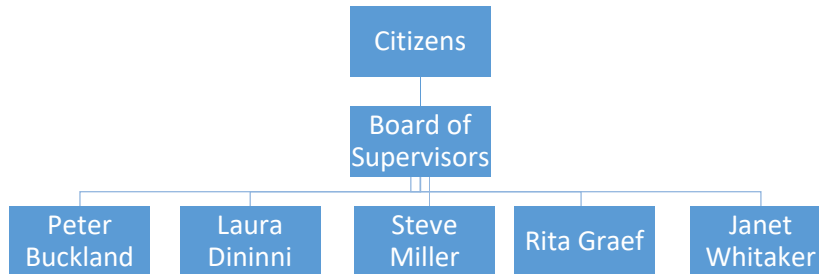 Citizens
Board of
Supervisors
Peter
Buckland
Laura
Dininni
Steve
Miller
Rita Graef
Janet
Whitaker